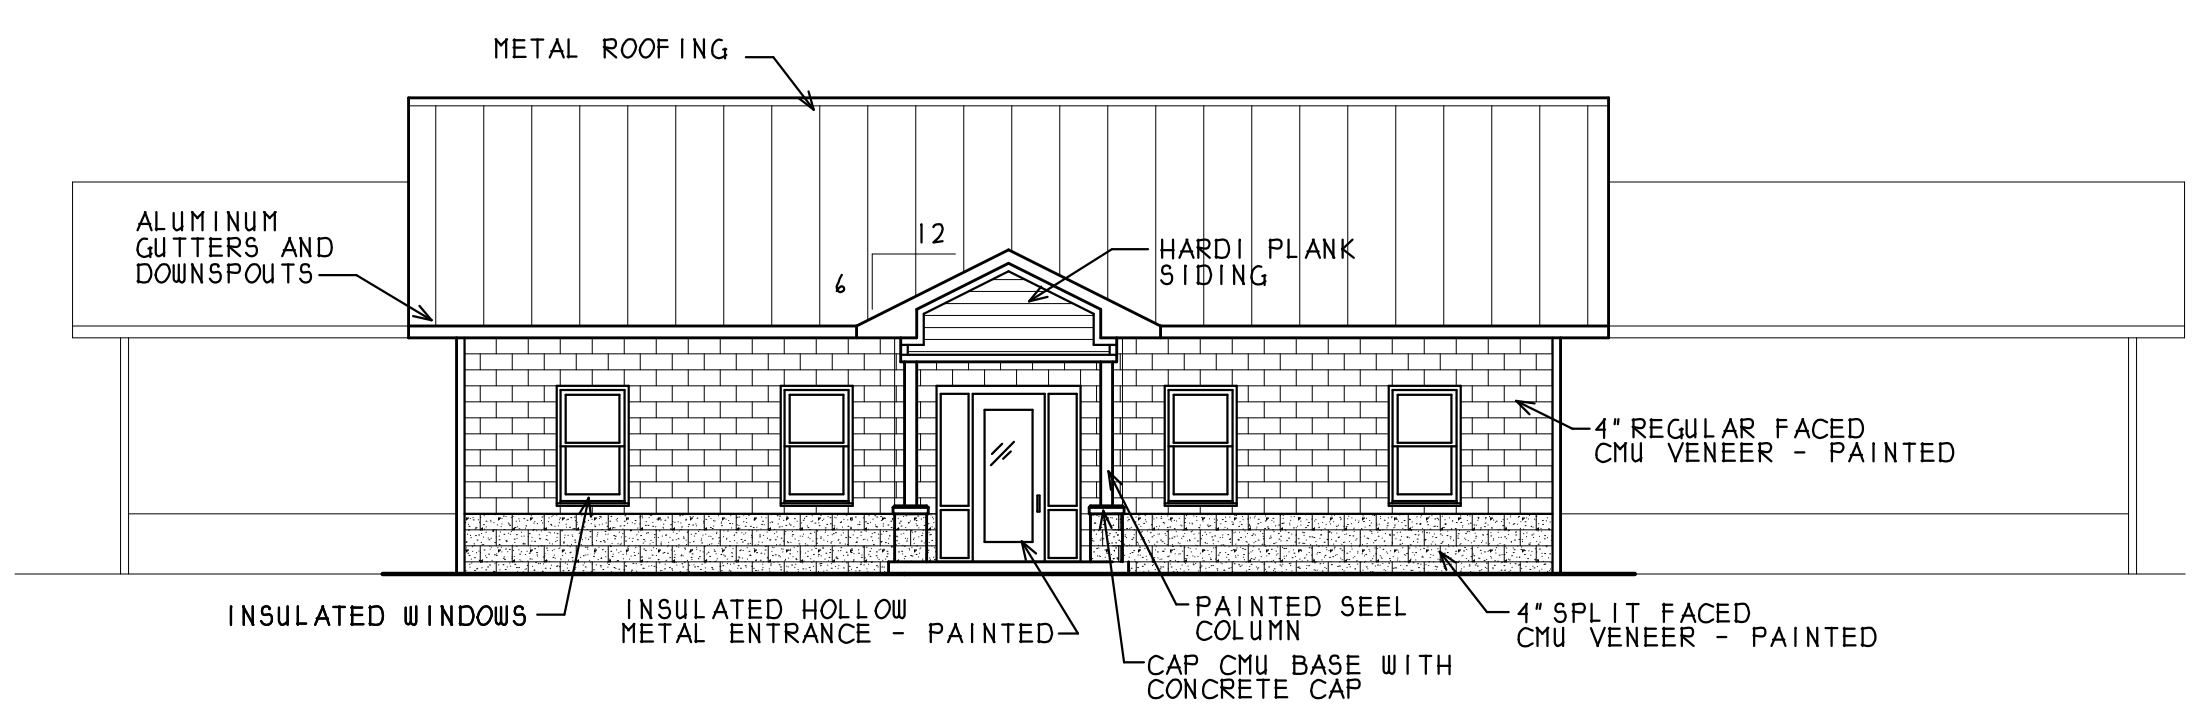 METAL ROOFING
ALUMINUM
GUTTERS AND
DOWNSPOUTS
12
6
HARDI PLANK
SIDING
4" REGULAR FACED
CMU VENEER - PAINTED
INSULATED WINDOWS
INSULATED HOLLOW
METAL ENTRANCE - PAINTED
PAINTED SEEL
COLUMN
CAP CMU BASE WITH
CONCRETE CAP
4" SPLIT FACED
CMU VENEER - PAINTED